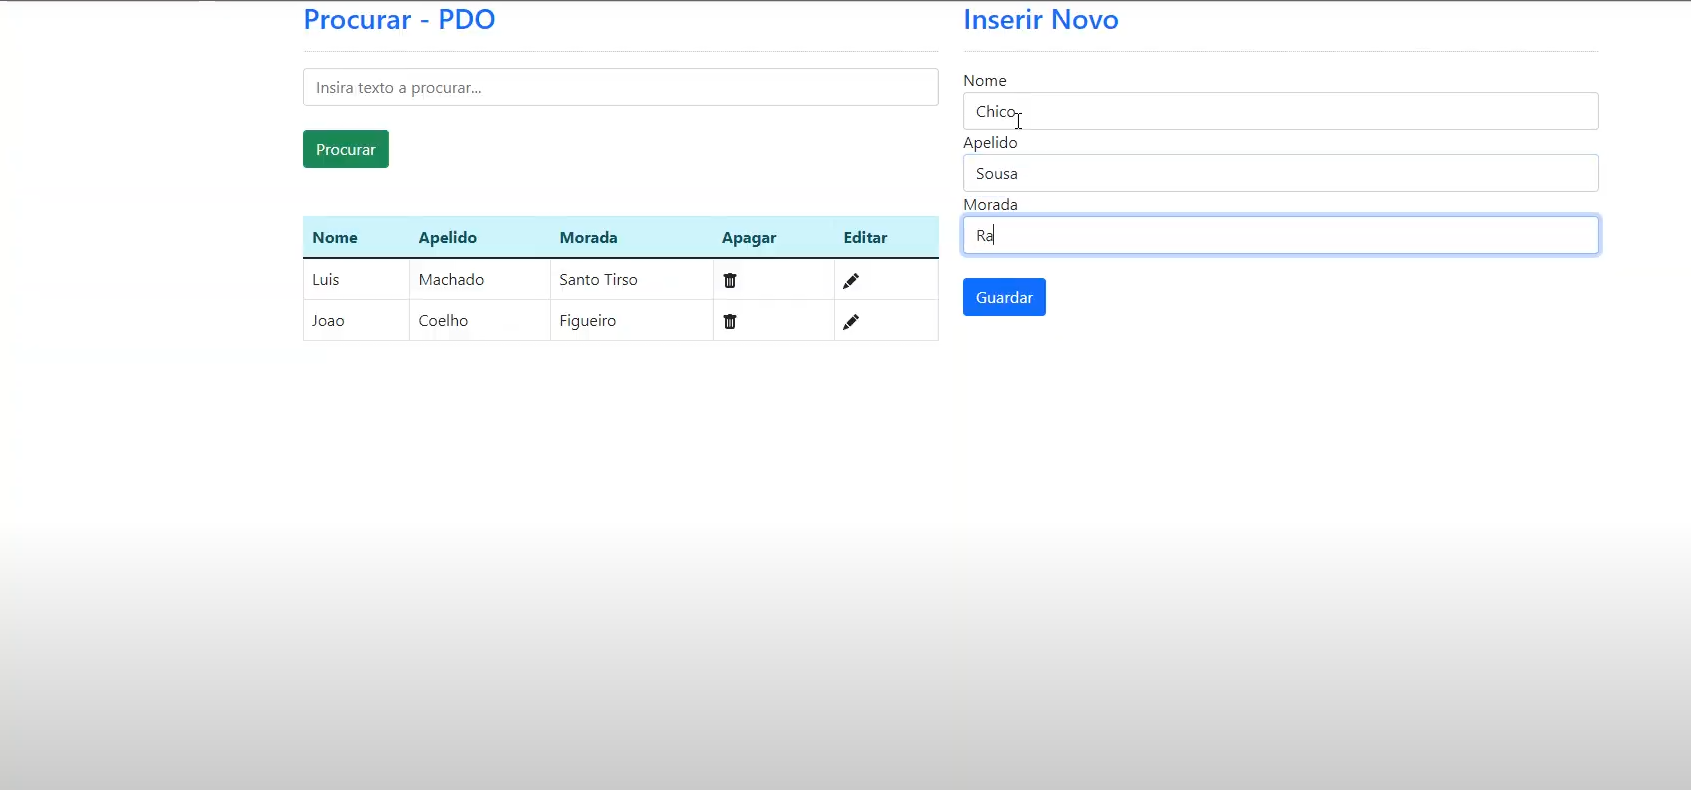 Procurar - PDO
Insira texto a procurar...
Procurar
Nome Apelido Morada Apagar Editar
Luis Machado Santo Tirso
Joao Coelho Figueiro
Inserir Novo
Nome
Chico
Apelido
Sousa
Morada
Ra
Guardar